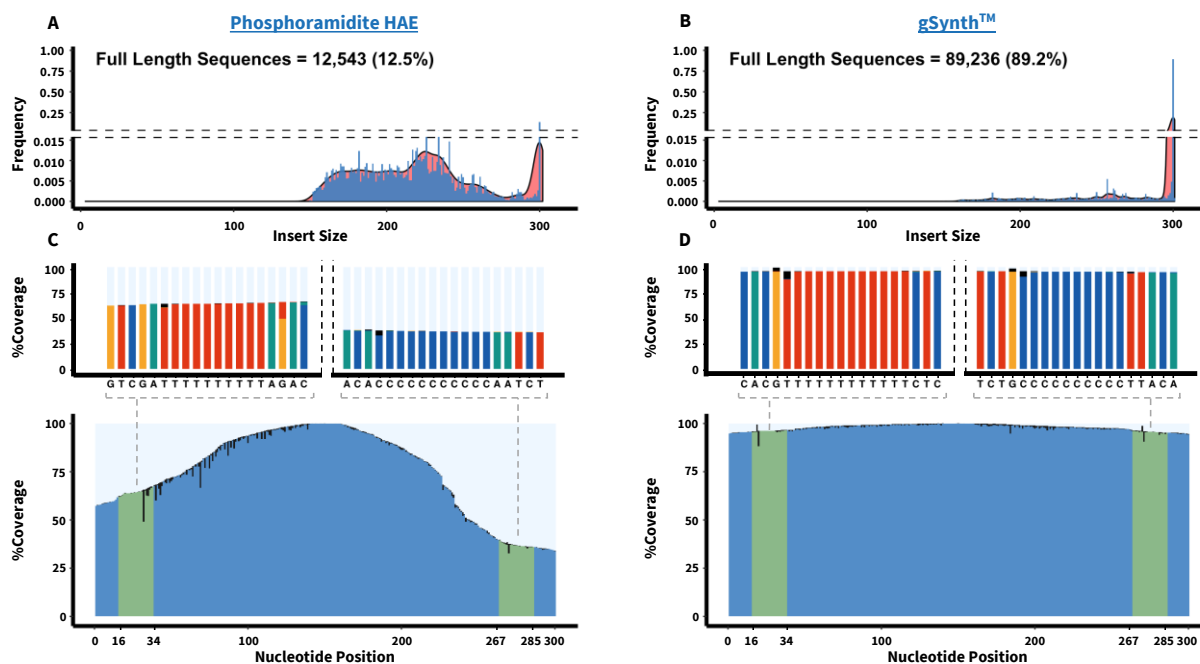 A Phosphoramidite HAE
B gSynth™
Full Length Sequences = 12,543 (12.5%)
Full Length Sequences = 89,236 (89.2%)
Frequency
1.00
0.75
0.50
0.25
0.015
0.010
0.005
0.000
0 100 200 300
Insert Size
Frequency
1.00
0.75
0.50
0.25
0.015
0.010
0.005
0.000
0 100 200 300
Insert Size
C
%Coverage
100
75
50
25
0
G T C G A T T T T T T T T T T A G A C
A C A C C C C C C C C C C C A A T C T
%Coverage
100
75
50
25
0
0 16 34 100 200 267 285 300
Nucleotide Position
D
%Coverage
100
75
50
25
0
C A C G T T T T T T T T T T T T C T C
T C T G C C C C C C C C C C T T A C A
%Coverage
100
75
50
25
0
0 16 34 100 200 267 285 300
Nucleotide Position